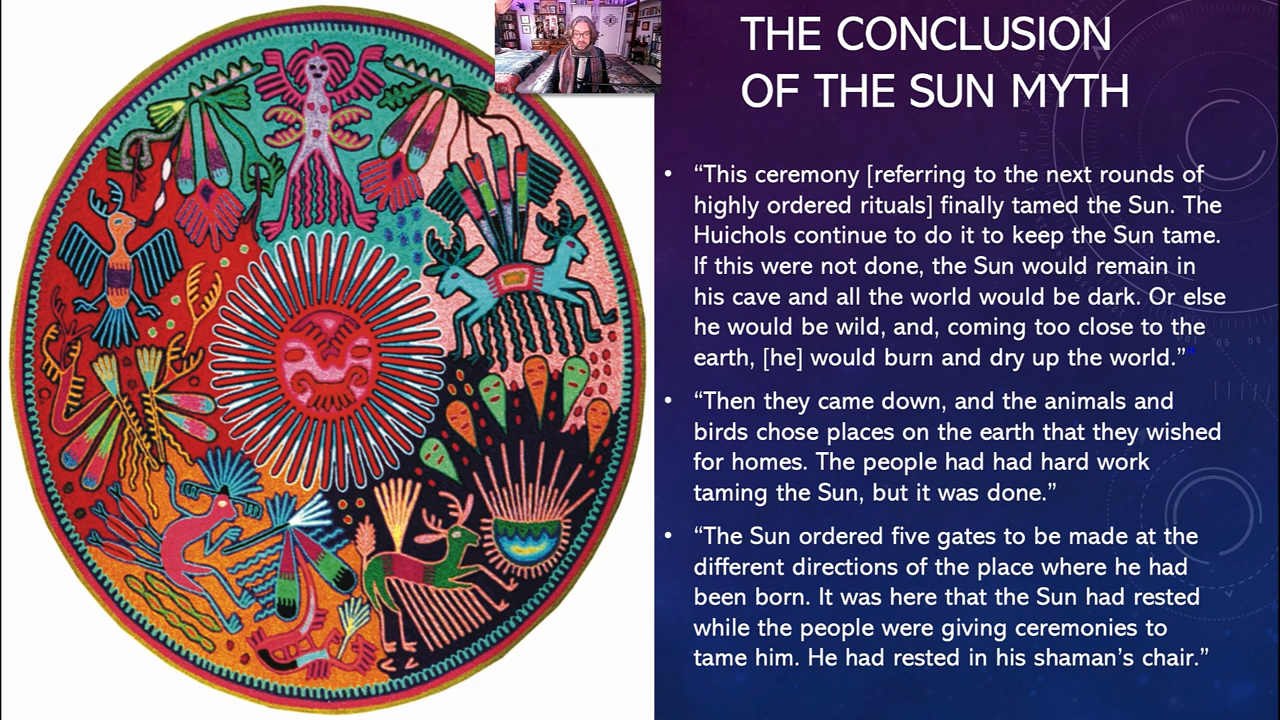 THE CONCLUSION
OF THE SUN MYTH
• “This ceremony [referring to the next rounds of
highly ordered rituals] finally tamed the Sun. The
Huichols continue to do it to keep the Sun tame.
If this were not done, the Sun would remain in
his cave and all the world would be dark. Or else
he would be wild, and, coming too close to the
earth, [he] would burn and dry up the world.”
• “Then they came down, and the animals and
birds chose places on the earth that they wished
for homes. The people had had hard work
taming the Sun, but it was done.”
• “The Sun ordered five gates to be made at the
different directions of the place where he had
been born. It was here that the Sun had rested
while the people were giving ceremonies to
tame him. He had rested in his shaman’s chair.”